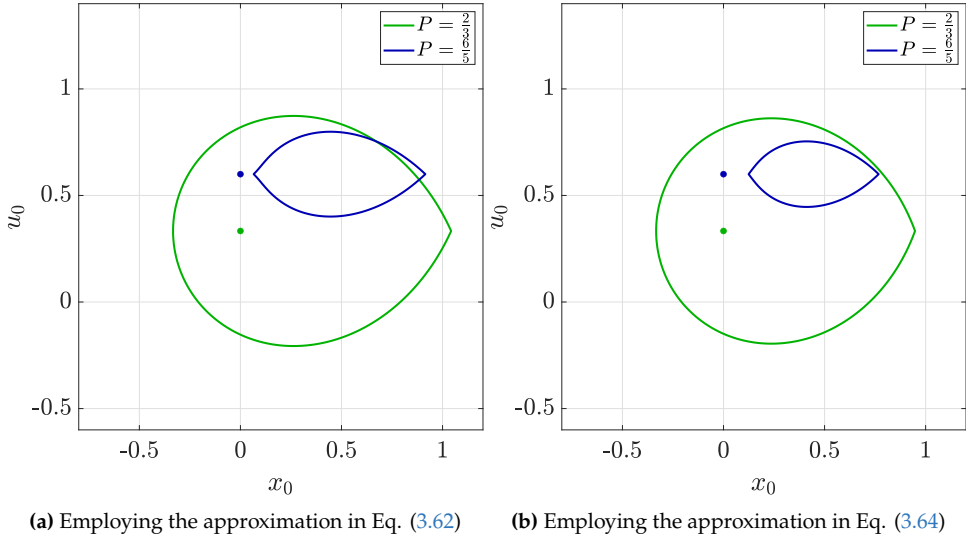 P = 2/3
P = 6/5
1
0.5
0
-0.5
u₀
-0.5 0 0.5 1
x₀
(a) Employing the approximation in Eq. (3.62)
P = 2/3
P = 6/5
1
0.5
0
-0.5
u₀
-0.5 0 0.5 1
x₀
(b) Employing the approximation in Eq. (3.64)